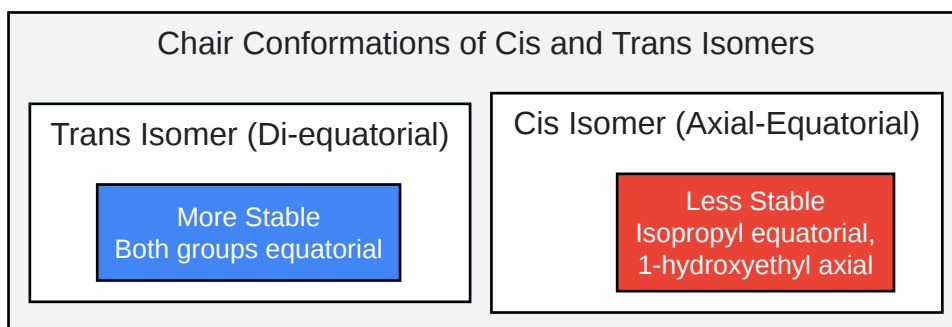 Chair Conformations of Cis and Trans Isomers
Trans Isomer (Di-equatorial)
More Stable
Both groups equatorial
Cis Isomer (Axial-Equatorial)
Less Stable
Isopropyl equatorial,
1-hydroxyethyl axial